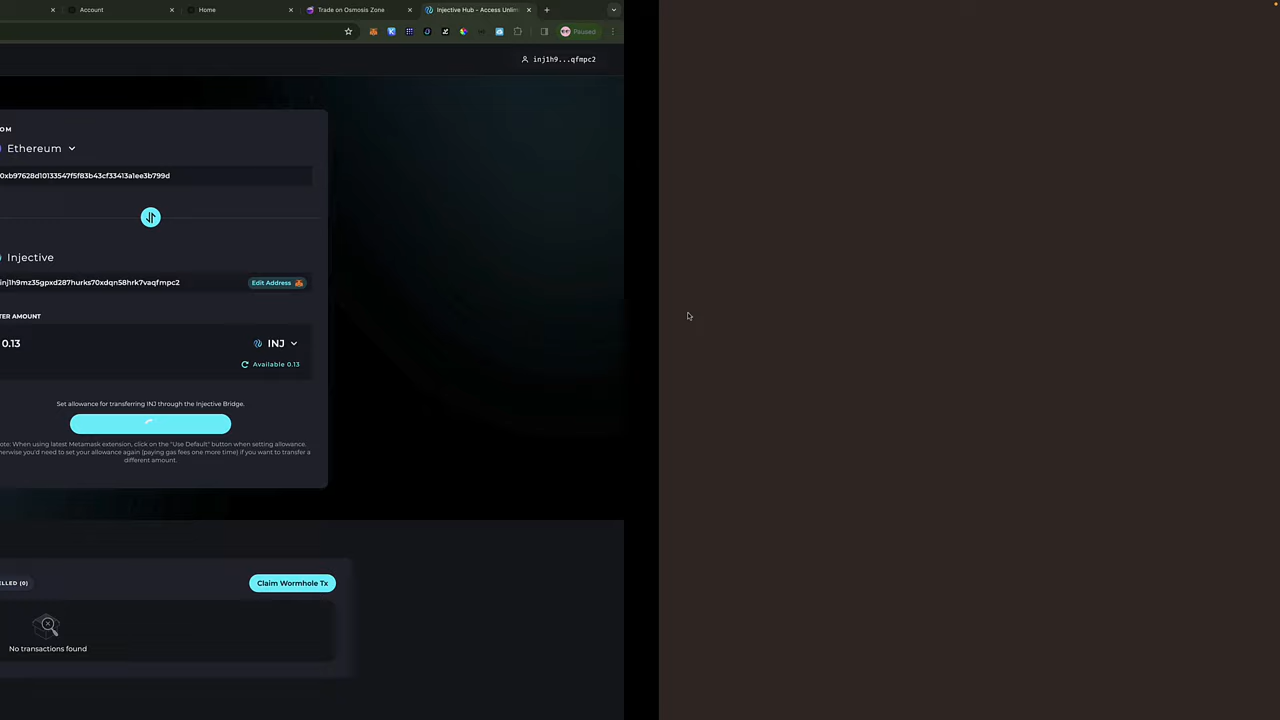 Account
Home
Trade on Osmosis Zone
Injective Hub - Access Unlim
Paused
inj1h9...qfmpc2
OM
Ethereum
0xb97628d10133547f5f83b43cf33413a1ee3b799d
Injective
inj1h9mz35gpxd287hurks70xdqn58hrk7vaqfmpc2
Edit Address
TER AMOUNT
0.13
INJ
Available 0.13
Set allowance for transferring INJ through the Injective Bridge.
ote: When using latest Metamask extension, click on the "Use Default" button when setting allowance.
herwise you'd need to set your allowance again (paying gas fees one more time) if you want to transfer a
different amount.
ELLED (0)
Claim Wormhole Tx
No transactions found